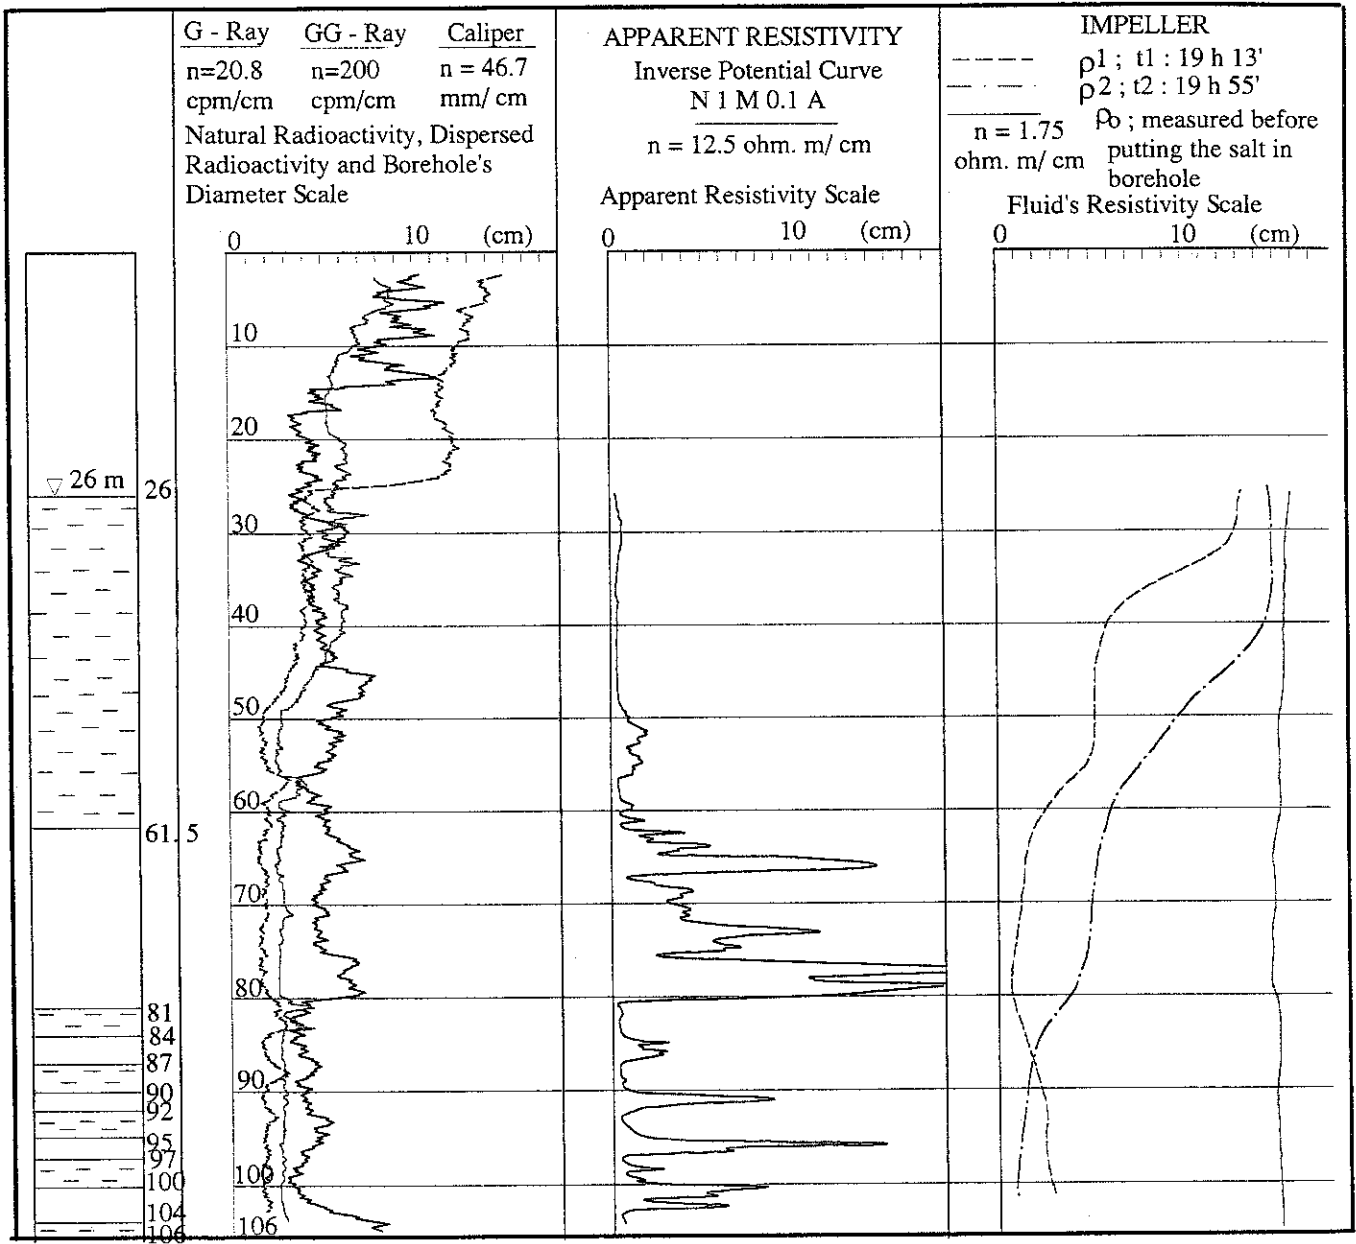 G - Ray GG - Ray Caliper
n=20.8 n=200 n = 46.7
cpm/cm cpm/cm mm/ cm
Natural Radioactivity, Dispersed
Radioactivity and Borehole's
Diameter Scale
0 10 (cm)
APPARENT RESISTIVITY
Inverse Potential Curve
N 1 M 0.1 A
n = 12.5 ohm. m/ cm
Apparent Resistivity Scale
0 10 (cm)
IMPELLER
ρ1 ; t1 : 19 h 13'
ρ2 ; t2 : 19 h 55'
n = 1.75
ohm. m/ cm
ρo ; measured before
putting the salt in
borehole
Fluid's Resistivity Scale
0 10 (cm)
26 m
26
61.5
81
84
87
90
92
95
97
100
104
106
10
20
30
40
50
60
70
80
90
100
106